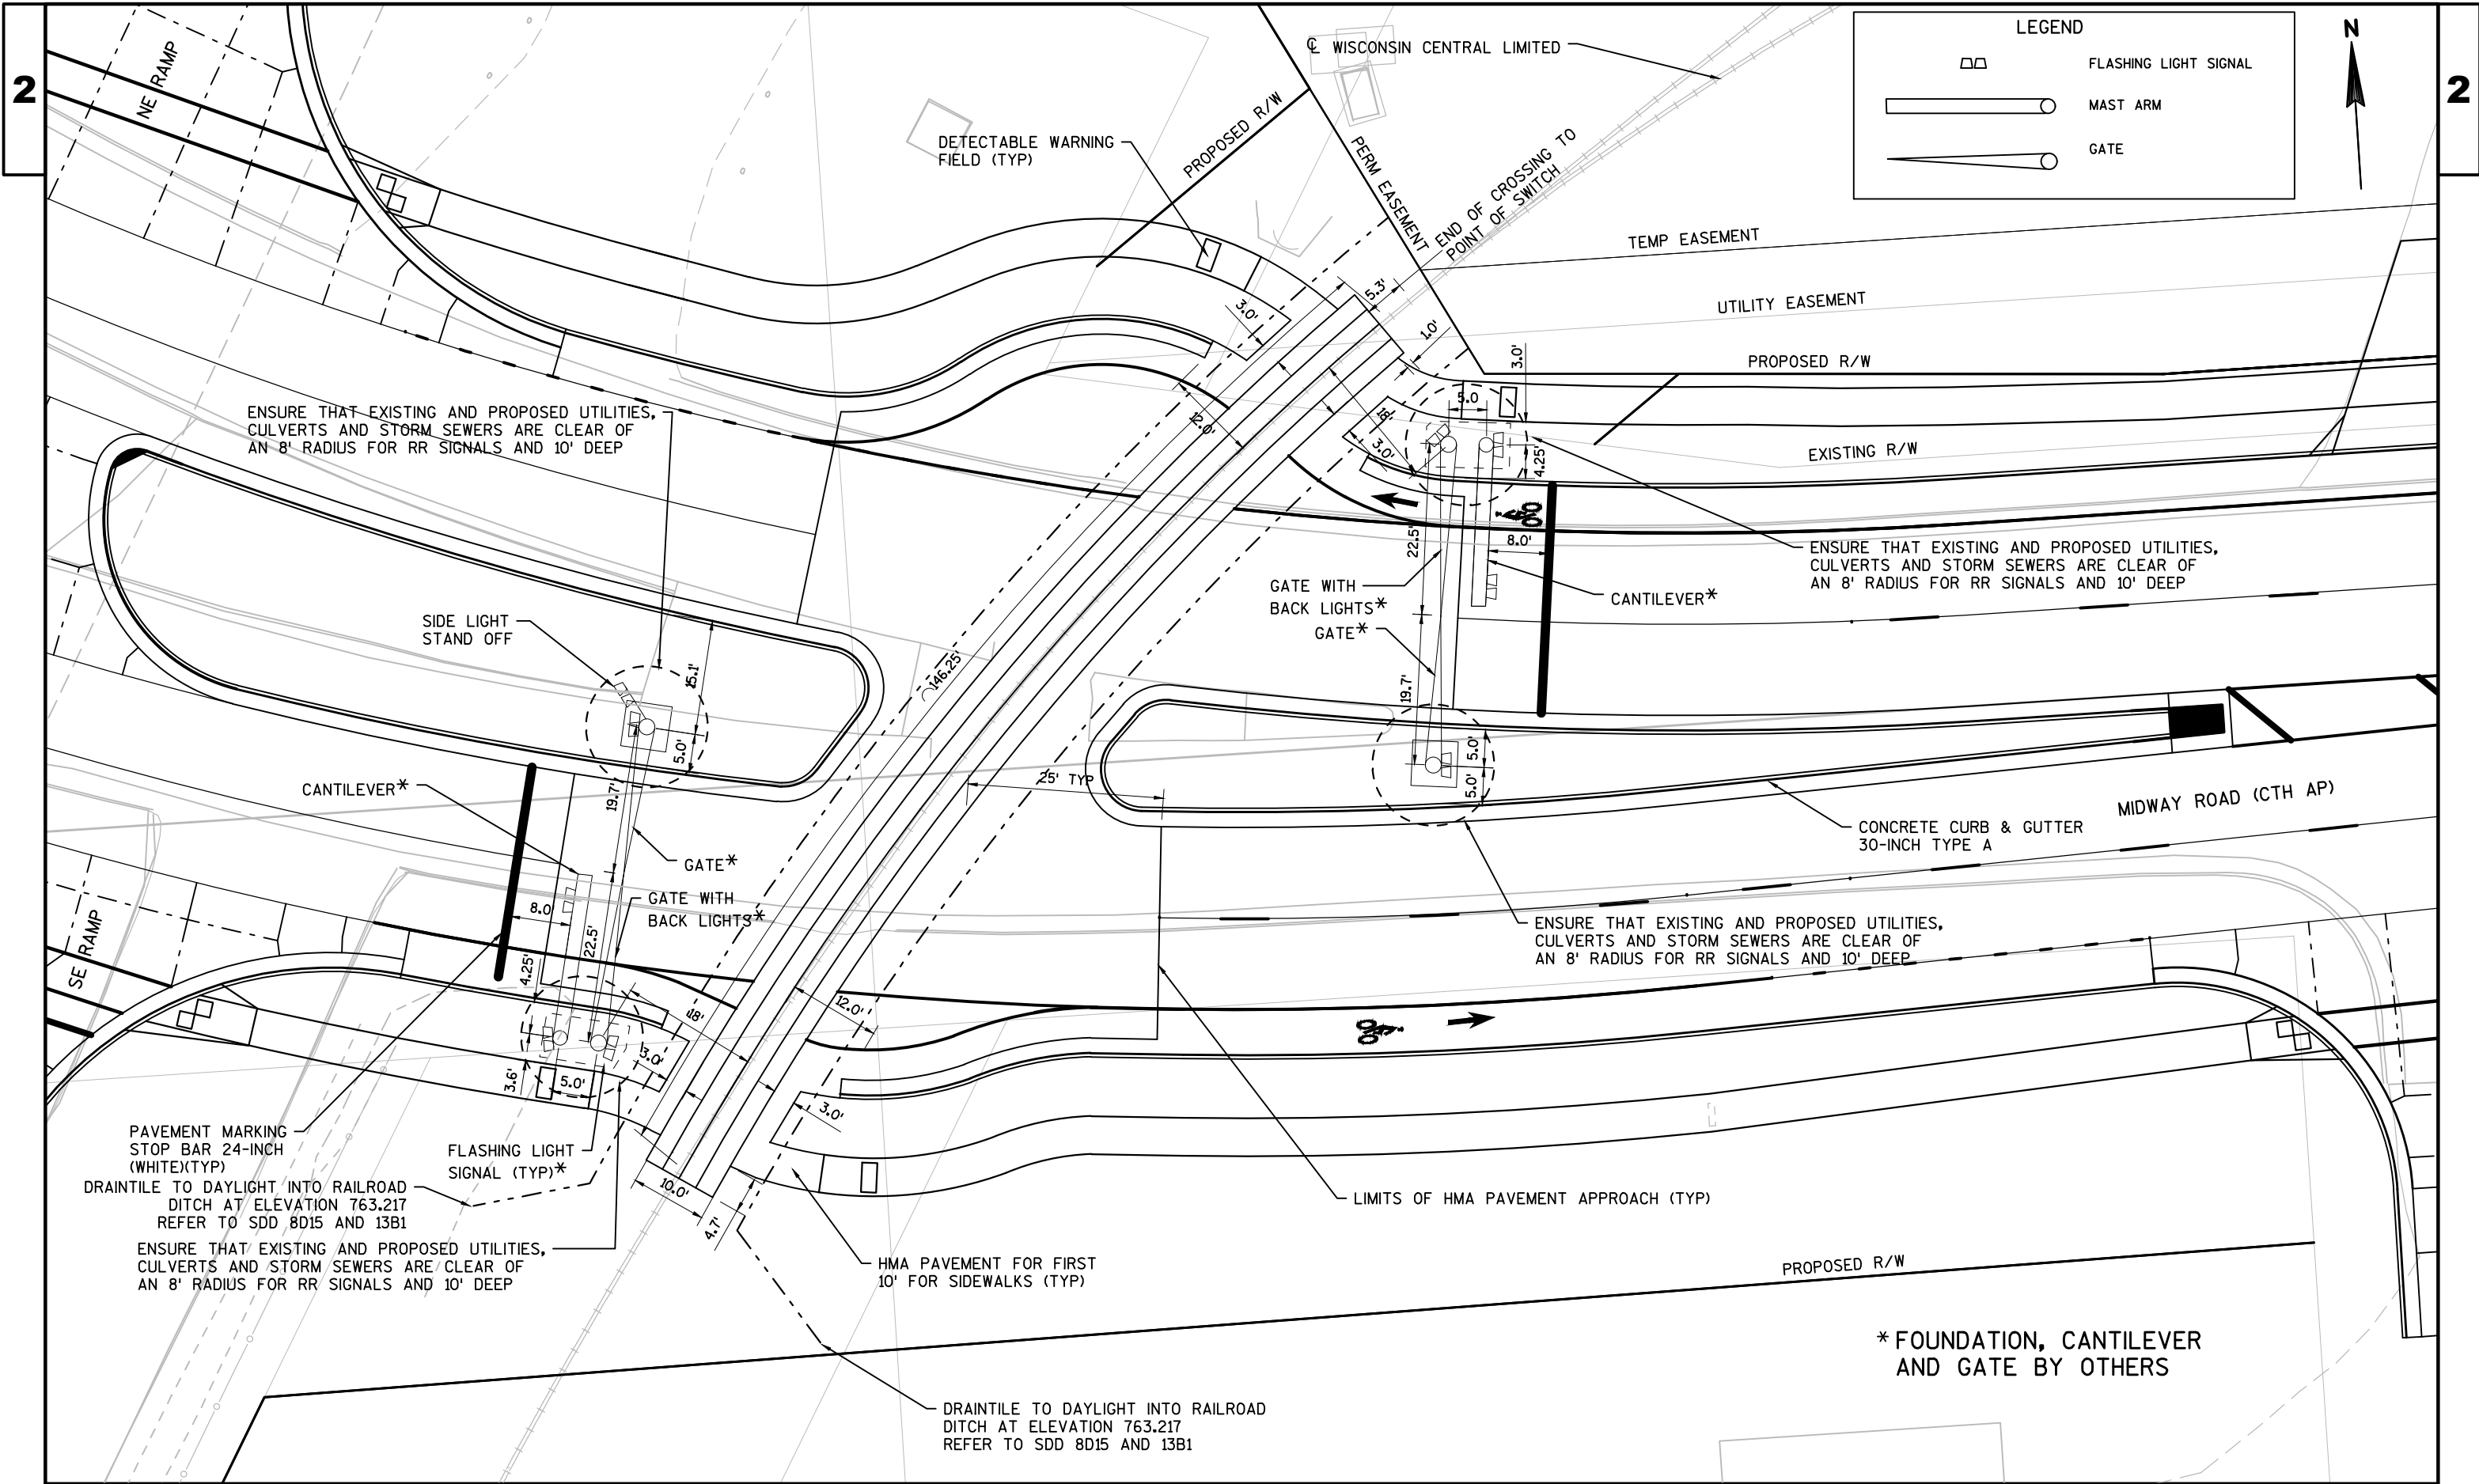 2
2
LEGEND
FLASHING LIGHT SIGNAL
MAST ARM
GATE
N
NE RAMP
℄ WISCONSIN CENTRAL LIMITED
DETECTABLE WARNING
FIELD (TYP)
PROPOSED R/W
PERM EASEMENT
END OF CROSSING TO
POINT OF SWITCH
TEMP EASEMENT
UTILITY EASEMENT
PROPOSED R/W
EXISTING R/W
5.3'
3.0'
1.0'
3.0'
5.0
12.0'
18'
3.0'
4.25'
ENSURE THAT EXISTING AND PROPOSED UTILITIES,
CULVERTS AND STORM SEWERS ARE CLEAR OF
AN 8' RADIUS FOR RR SIGNALS AND 10' DEEP
22.5'
8.0'
ENSURE THAT EXISTING AND PROPOSED UTILITIES,
CULVERTS AND STORM SEWERS ARE CLEAR OF
AN 8' RADIUS FOR RR SIGNALS AND 10' DEEP
GATE WITH
BACK LIGHTS*
CANTILEVER*
GATE*
SIDE LIGHT
STAND OFF
15.1'
146.25'
19.7'
5.0'
5.0'
5.0'
25' TYP
CANTILEVER*
19.7'
MIDWAY ROAD (CTH AP)
CONCRETE CURB & GUTTER
30-INCH TYPE A
GATE*
GATE WITH
BACK LIGHTS*
8.0
22.5'
4.25'
SE RAMP
ENSURE THAT EXISTING AND PROPOSED UTILITIES,
CULVERTS AND STORM SEWERS ARE CLEAR OF
AN 8' RADIUS FOR RR SIGNALS AND 10' DEEP
12.0'
18'
3.0'
3.6'
5.0'
3.0'
PAVEMENT MARKING
STOP BAR 24-INCH
(WHITE)(TYP)
FLASHING LIGHT
SIGNAL (TYP)*
DRAINTILE TO DAYLIGHT INTO RAILROAD
DITCH AT ELEVATION 763.217
REFER TO SDD 8D15 AND 13B1
10.0'
4.7'
LIMITS OF HMA PAVEMENT APPROACH (TYP)
ENSURE THAT EXISTING AND PROPOSED UTILITIES,
CULVERTS AND STORM SEWERS ARE CLEAR OF
AN 8' RADIUS FOR RR SIGNALS AND 10' DEEP
HMA PAVEMENT FOR FIRST
10' FOR SIDEWALKS (TYP)
PROPOSED R/W
* FOUNDATION, CANTILEVER
AND GATE BY OTHERS
DRAINTILE TO DAYLIGHT INTO RAILROAD
DITCH AT ELEVATION 763.217
REFER TO SDD 8D15 AND 13B1